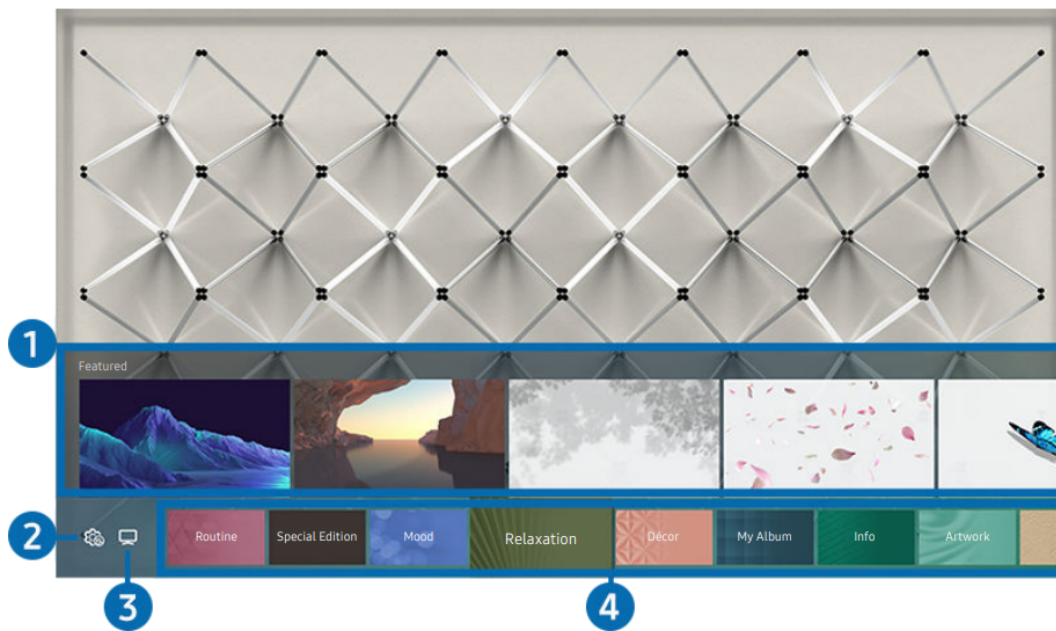 1
Featured
2
Routine
Special Edition
Mood
Relaxation
Décor
My Album
Info
Artwork
3
4